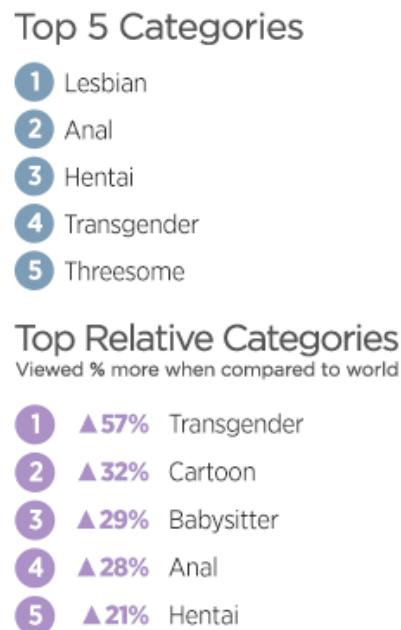 Top 5 Categories
1 Lesbian
2 Anal
3 Hentai
4 Transgender
5 Threesome
Top Relative Categories
Viewed % more when compared to world
1 ▲57% Transgender
2 ▲32% Cartoon
3 ▲29% Babysitter
4 ▲28% Anal
5 ▲21% Hentai